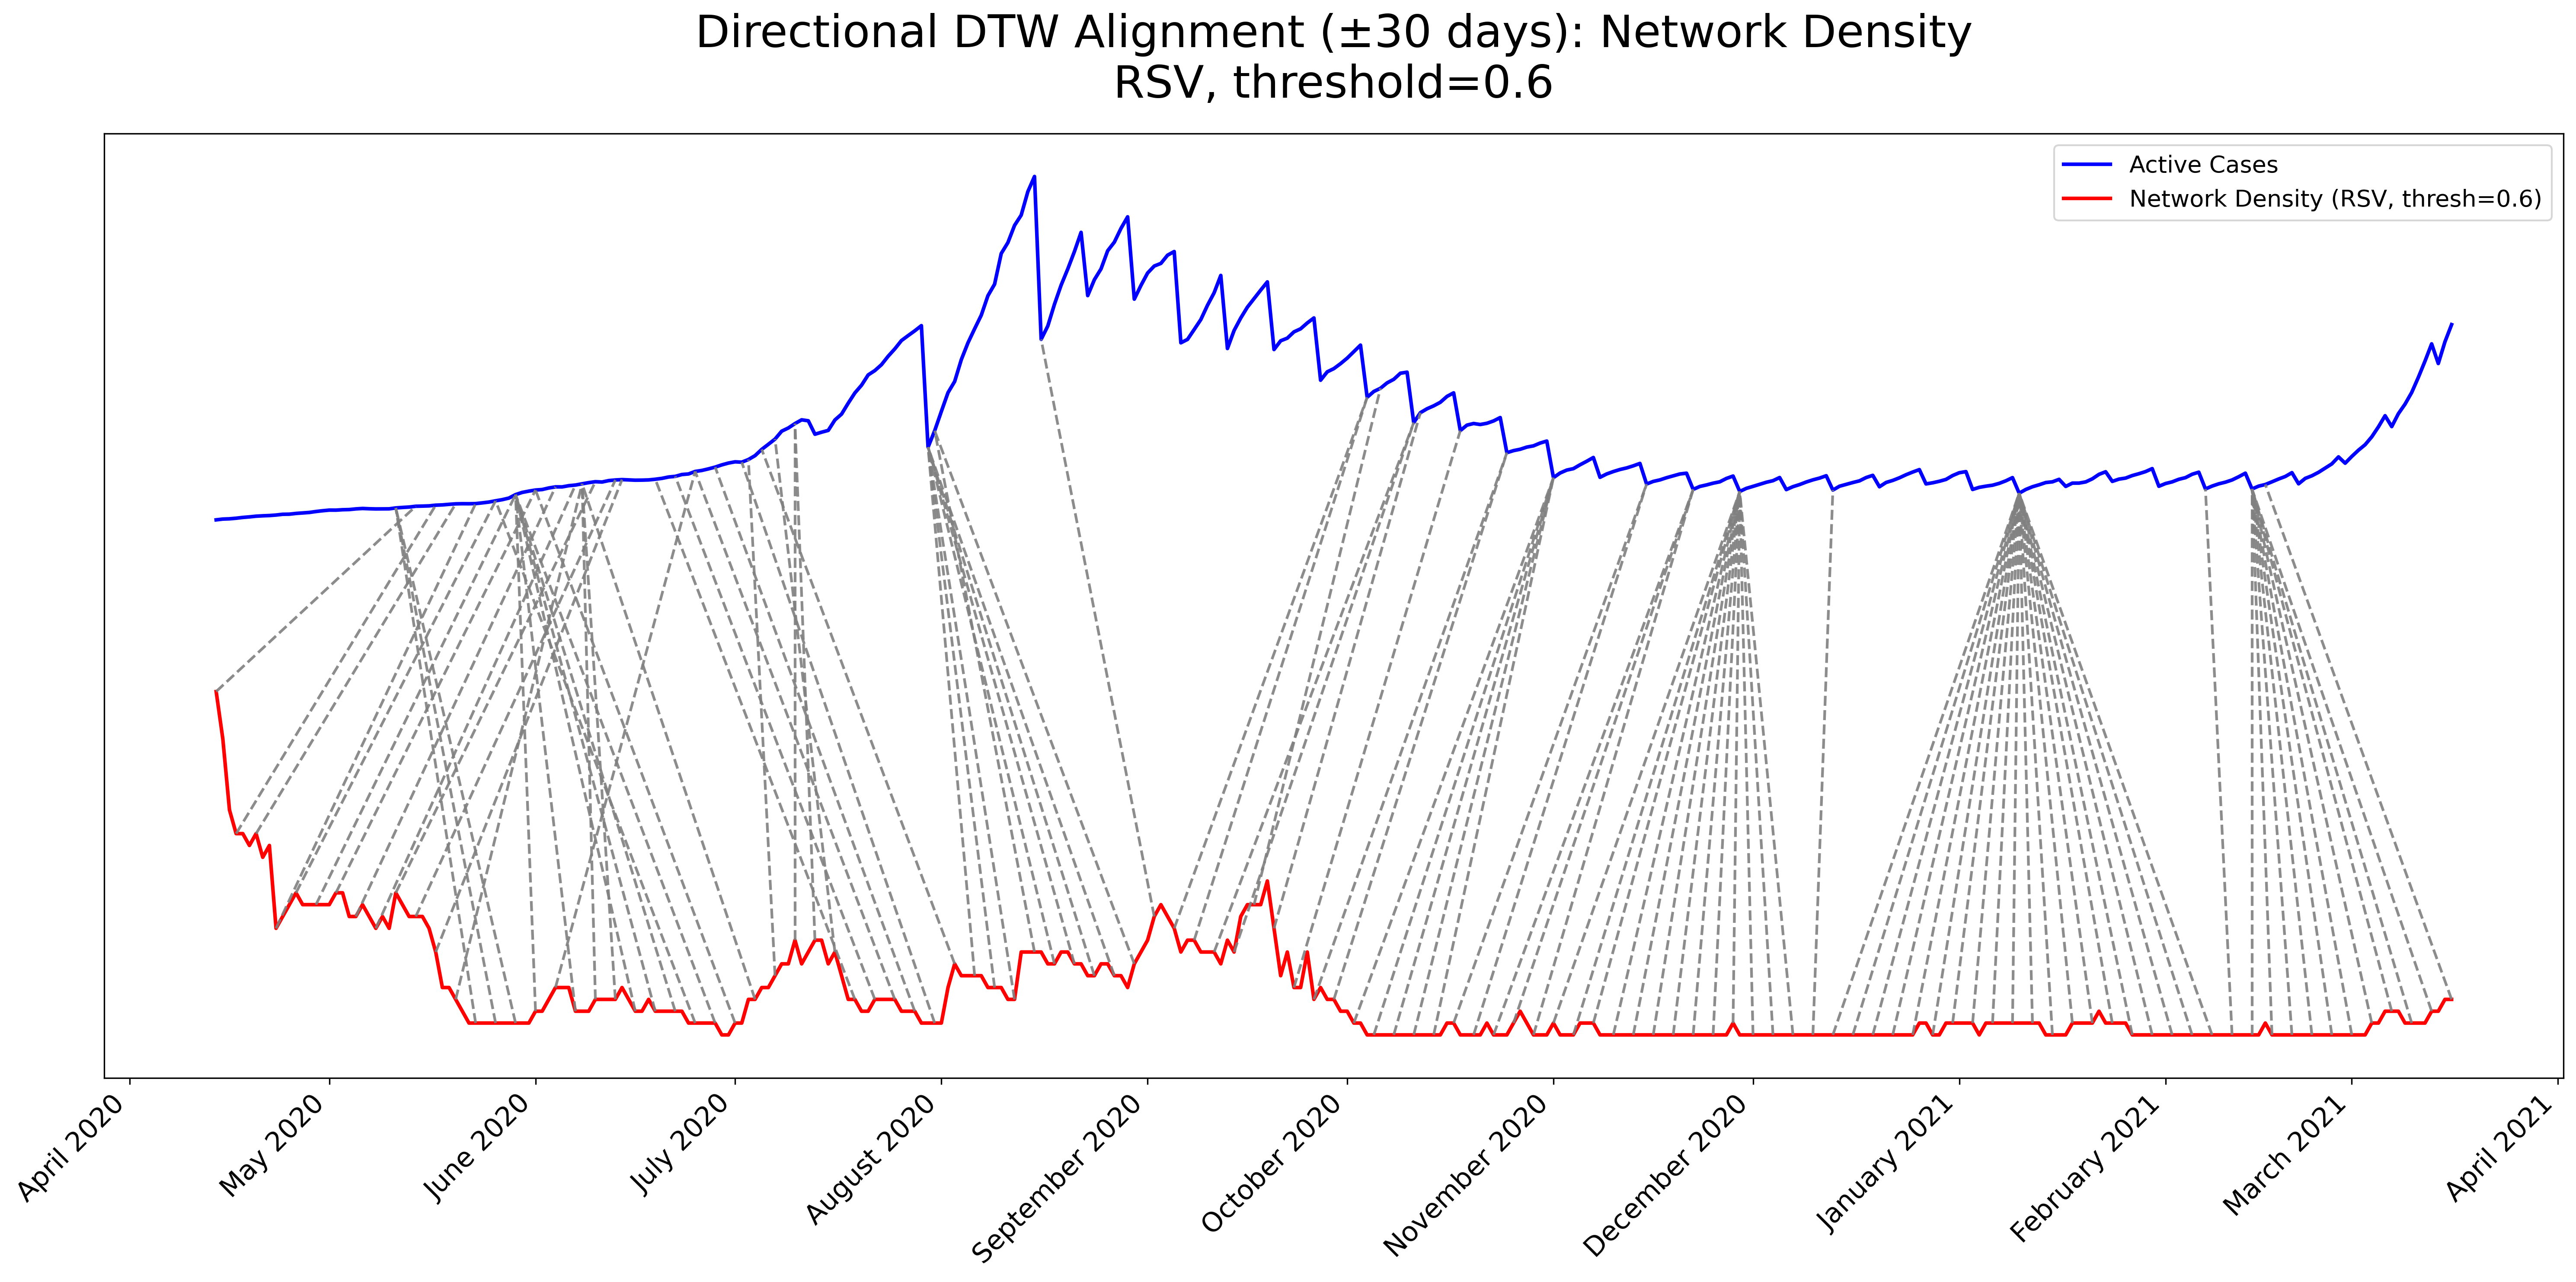 Directional DTW Alignment (±30 days): Network Density
RSV, threshold=0.6
Active Cases
Network Density (RSV, thresh=0.6)
April 2020
May 2020
June 2020
July 2020
August 2020
September 2020
October 2020
November 2020
December 2020
January 2021
February 2021
March 2021
April 2021